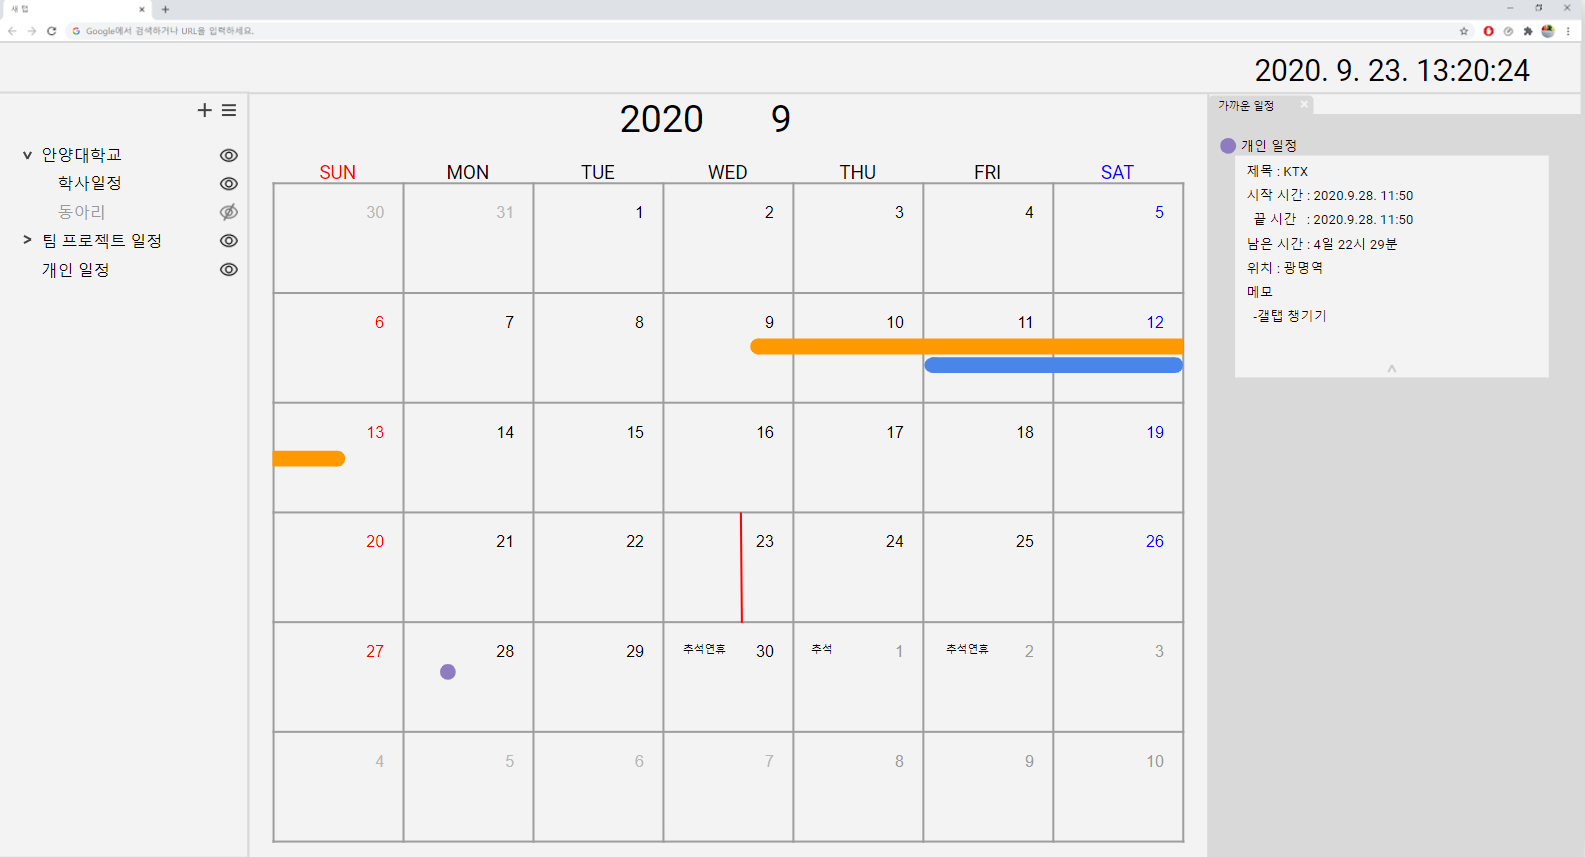 새 탭
Google에서 검색하거나 URL을 입력하세요.
2020. 9. 23. 13:20:24
안양대학교
학사일정
동아리
팀 프로젝트 일정
개인 일정
2020 9
SUN MON TUE WED THU FRI SAT
30 31 1 2 3 4 5
6 7 8 9 10 11 12
13 14 15 16 17 18 19
20 21 22 23 24 25 26
27 28 29 추석연휴 30 추석 1 추석연휴 2 3
4 5 6 7 8 9 10
가까운 일정
개인 일정
제목 : KTX
시작 시간 : 2020.9.28. 11:50
끝 시간 : 2020.9.28. 11:50
남은 시간 : 4일 22시 29분
위치 : 광명역
메모
-갤탭 챙기기